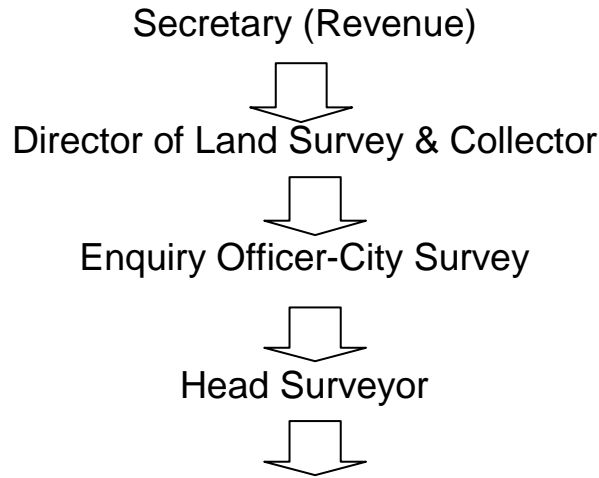 Secretary (Revenue)
Director of Land Survey & Collector
Enquiry Officer-City Survey
Head Surveyor